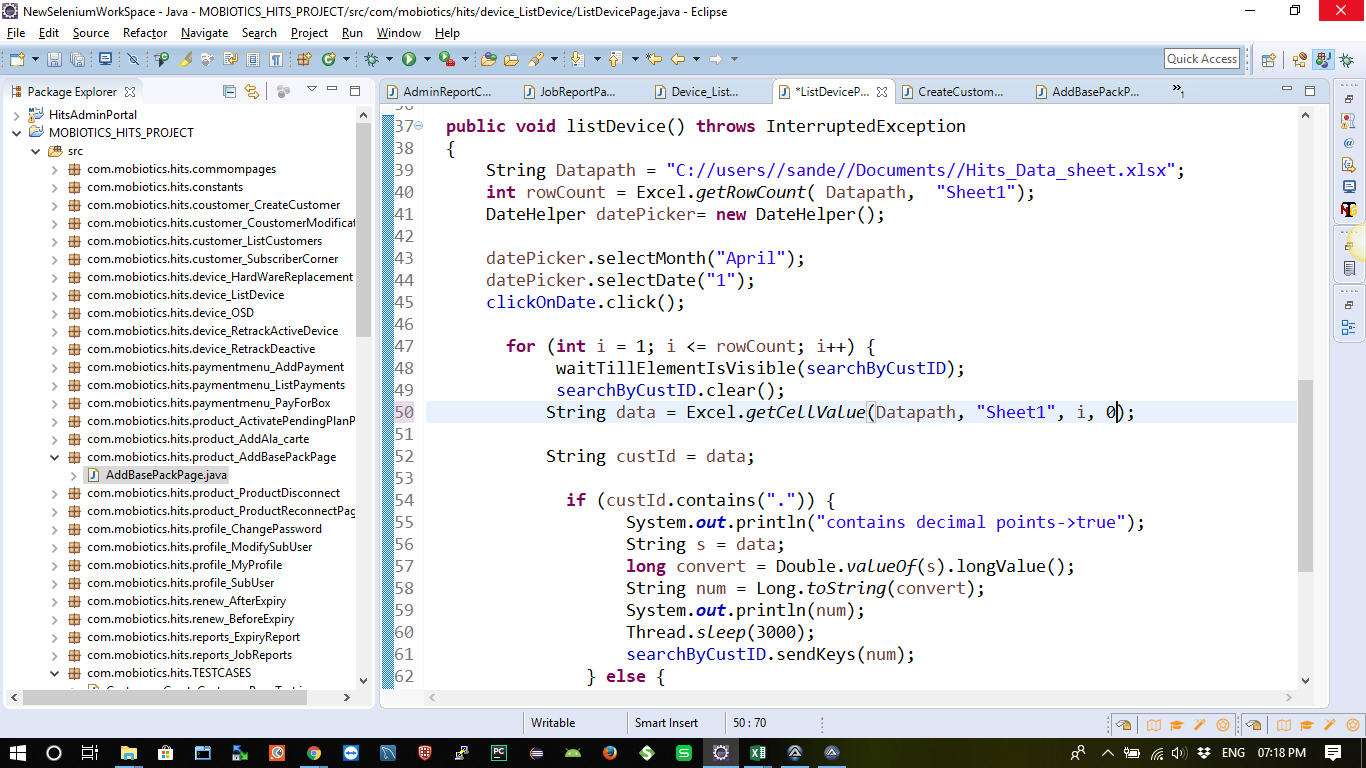 NewSeleniumWorkSpace - Java - MOBIOTICS_HITS_PROJECT/src/com/mobiotics/hits/device_ListDevice/ListDevicePage.java - Eclipse
File Edit Source Refactor Navigate Search Project Run Window Help
Quick Access
Package Explorer
HitsAdminPortal
MOBIOTICS_HITS_PROJECT
src
com.mobiotics.hits.commompages
com.mobiotics.hits.constants
com.mobiotics.hits.coustomer_CreateCustomer
com.mobiotics.hits.customer_CoustomerModificat
com.mobiotics.hits.customer_ListCustomers
com.mobiotics.hits.customer_SubscriberCorner
com.mobiotics.hits.device_HardWareReplacement
com.mobiotics.hits.device_ListDevice
com.mobiotics.hits.device_OSD
com.mobiotics.hits.device_RetrackActiveDevice
com.mobiotics.hits.device_RetrackDeactive
com.mobiotics.hits.paymentmenu_AddPayment
com.mobiotics.hits.paymentmenu_ListPayments
com.mobiotics.hits.paymentmenu_PayForBox
com.mobiotics.hits.product_ActivatePendingPlanP
com.mobiotics.hits.product_AddAla_carte
com.mobiotics.hits.product_AddBasePackPage
AddBasePackPage.java
com.mobiotics.hits.product_ProductDisconnect
com.mobiotics.hits.product_ProductReconnectPag
com.mobiotics.hits.profile_ChangePassword
com.mobiotics.hits.profile_ModifySubUser
com.mobiotics.hits.profile_MyProfile
com.mobiotics.hits.profile_SubUser
com.mobiotics.hits.renew_AfterExpiry
com.mobiotics.hits.renew_BeforeExpiry
com.mobiotics.hits.reports_ExpiryReport
com.mobiotics.hits.reports_JobReports
com.mobiotics.hits.TESTCASES
AdminReportC... JobReportPa... Device_List... *ListDeviceP... CreateCustom... AddBasePackP... »1
37 public void listDevice() throws InterruptedException
38 {
39 String Datapath = "C://users//sande//Documents//Hits_Data_sheet.xlsx";
40 int rowCount = Excel.getRowCount( Datapath, "Sheet1");
41 DateHelper datePicker= new DateHelper();
42
43 datePicker.selectMonth("April");
44 datePicker.selectDate("1");
45 clickOnDate.click();
46
47 for (int i = 1; i <= rowCount; i++) {
48 waitTillElementIsVisible(searchByCustID);
49 searchByCustID.clear();
50 String data = Excel.getCellValue(Datapath, "Sheet1", i, 0);
51
52 String custId = data;
53
54 if (custId.contains(".")) {
55 System.out.println("contains decimal points->true");
56 String s = data;
57 long convert = Double.valueOf(s).longValue();
58 String num = Long.toString(convert);
59 System.out.println(num);
60 Thread.sleep(3000);
61 searchByCustID.sendKeys(num);
62 } else {
Writable Smart Insert 50 : 70
ENG 07:18 PM